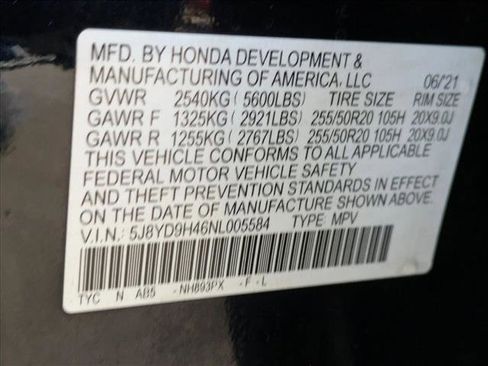 MFD. BY HONDA DEVELOPMENT &
MANUFACTURING OF AMERICA, LLC 06/21
GVWR 2540KG (5600LBS) TIRE SIZE RIM SIZE
GAWR F 1325KG (2921LBS) 255/50R20 105H 20X9.0J
GAWR R 1255KG (2767LBS) 255/50R20 105H 20X9.0J
THIS VEHICLE CONFORMS TO ALL APPLICABLE
FEDERAL MOTOR VEHICLE SAFETY
AND THEFT PREVENTION STANDARDS IN EFFECT
ON THE DATE OF MANUFACTURE SHOWN ABOVE.
V.I.N.: 5J8YD9H46NL005584 TYPE: MPV
TYC N AB5 -NH893PX -F-L